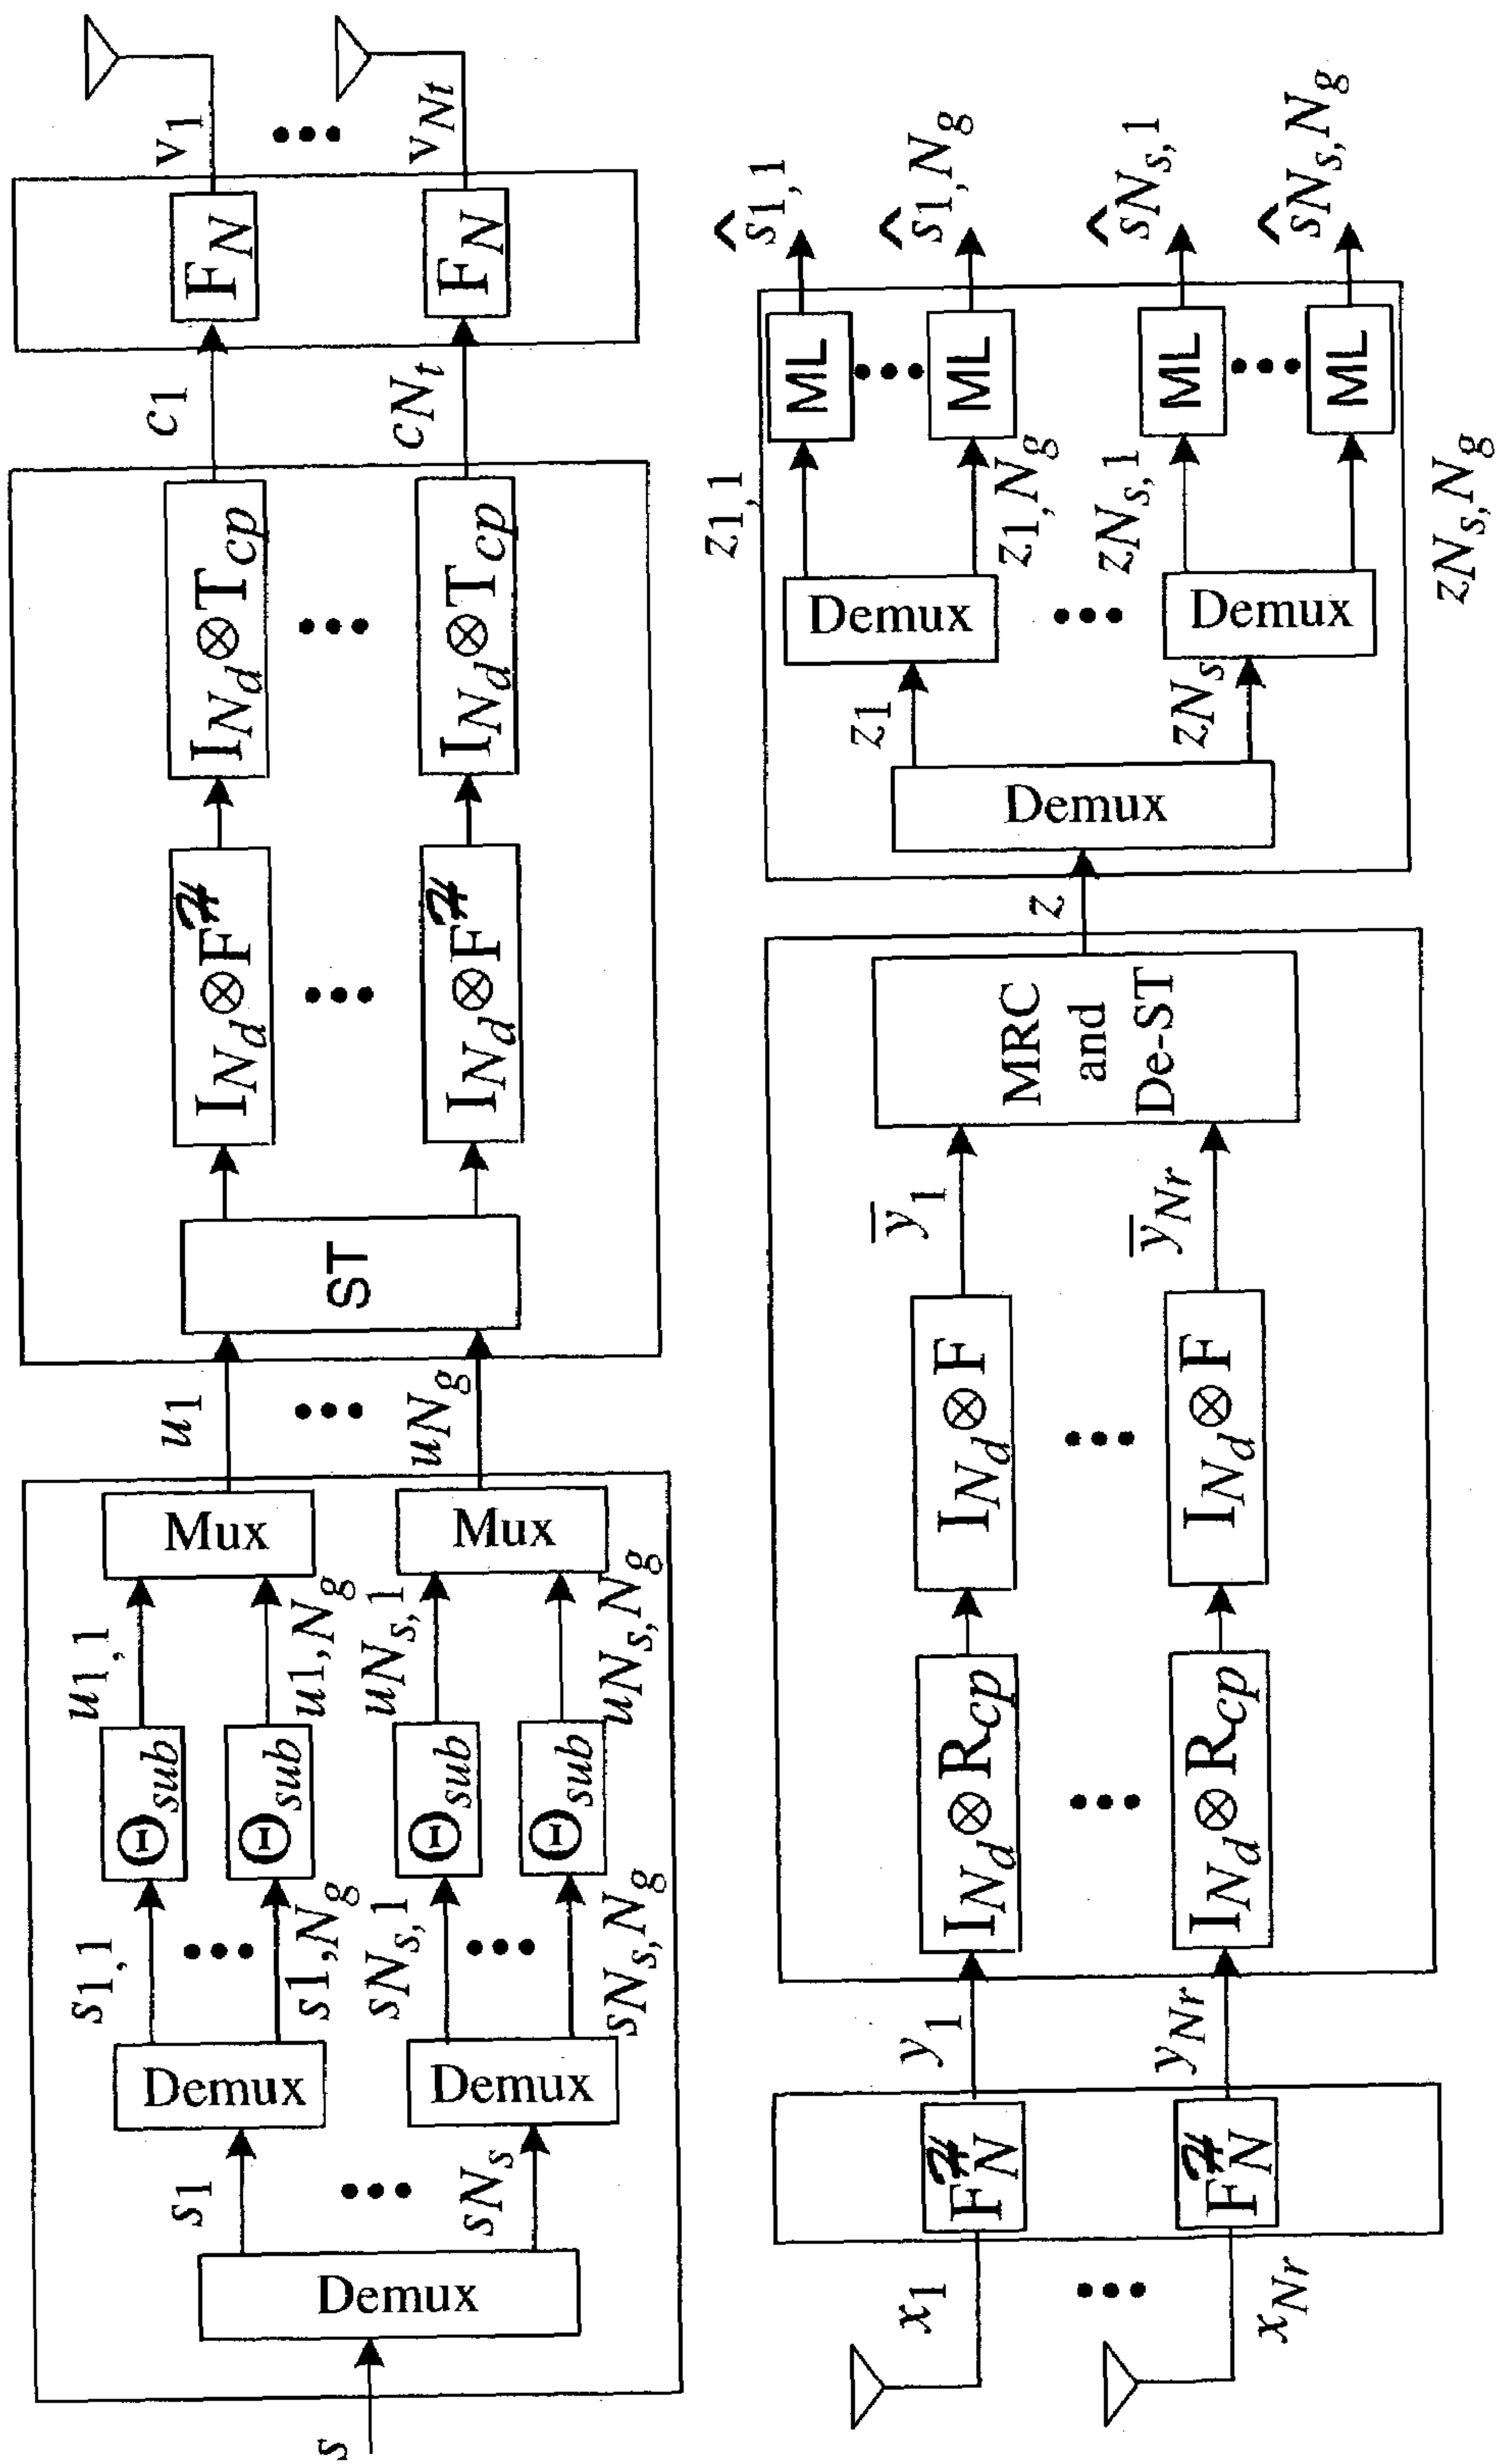 s
Demux
s1
sNs
Demux
Demux
s1,1
s1,Ng
sNs,1
sNs,Ng
Θsub
Θsub
Θsub
Θsub
u1,1
u1,Ng
uNs,1
uNs,Ng
Mux
Mux
u1
uNg
ST
INd⊗Fᴴ
INd⊗Fᴴ
INd⊗Tcp
INd⊗Tcp
c1
cNt
FN
FN
v1
vNt
x1
xNr
FNᴴ
FNᴴ
y1
yNr
INd⊗Rcp
INd⊗Rcp
INd⊗F
INd⊗F
y̅1
y̅Nr
MRC
and
De-ST
z
Demux
z1
zNs
Demux
Demux
z1,1
z1,Ng
zNs,1
zNs,Ng
ML
ML
ML
ML
ŝ1,1
ŝ1,Ng
ŝNs,1
ŝNs,Ng